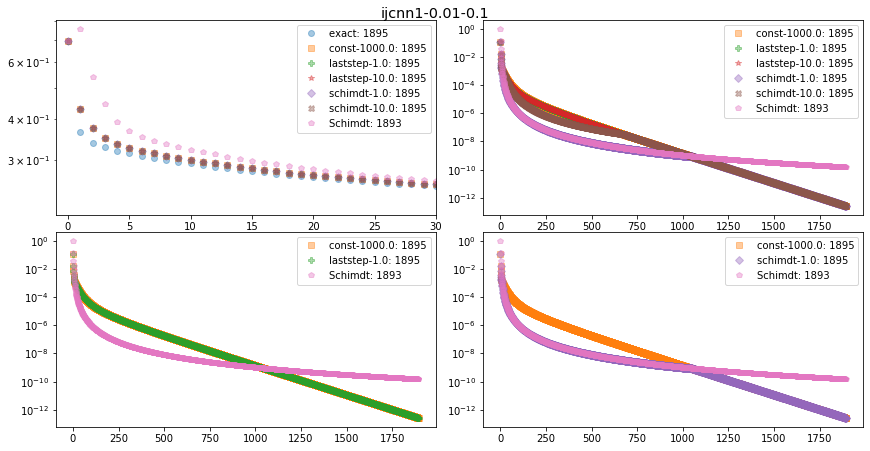 ijcnn1-0.01-0.1
6 × 10⁻¹
4 × 10⁻¹
3 × 10⁻¹
0 5 10 15 20 25 30
exact: 1895
const-1000.0: 1895
laststep-1.0: 1895
laststep-10.0: 1895
schimdt-1.0: 1895
schimdt-10.0: 1895
Schimdt: 1893
10⁰
10⁻²
10⁻⁴
10⁻⁶
10⁻⁸
10⁻¹⁰
10⁻¹²
0 250 500 750 1000 1250 1500 1750
const-1000.0: 1895
laststep-1.0: 1895
laststep-10.0: 1895
schimdt-1.0: 1895
schimdt-10.0: 1895
Schimdt: 1893
10⁰
10⁻²
10⁻⁴
10⁻⁶
10⁻⁸
10⁻¹⁰
10⁻¹²
0 250 500 750 1000 1250 1500 1750
const-1000.0: 1895
laststep-1.0: 1895
Schimdt: 1893
10⁰
10⁻²
10⁻⁴
10⁻⁶
10⁻⁸
10⁻¹⁰
10⁻¹²
0 250 500 750 1000 1250 1500 1750
const-1000.0: 1895
schimdt-1.0: 1895
Schimdt: 1893